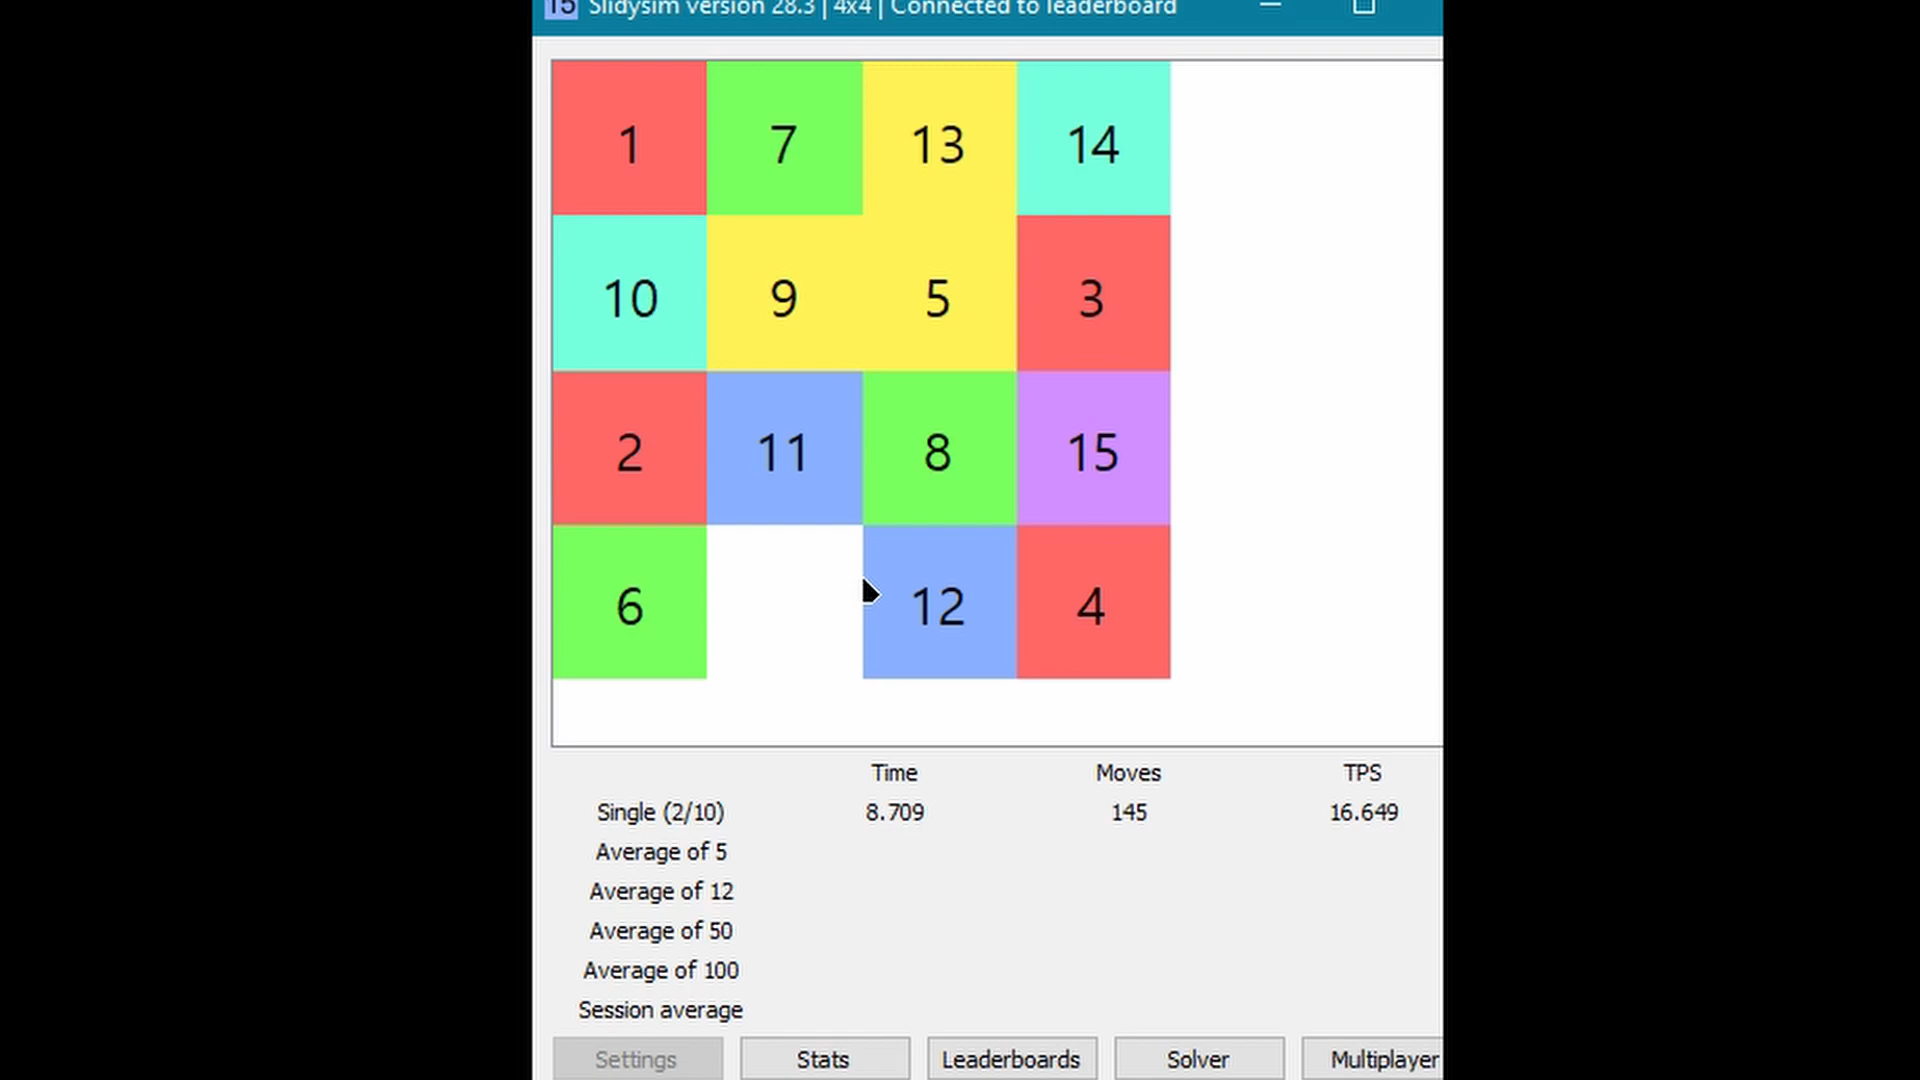 15 Slidysim version 28.3 | 4x4 | Connected to leaderboard
1 7 13 14
10 9 5 3
2 11 8 15
6 12 4
Time Moves TPS
Single (2/10) 8.709 145 16.649
Average of 5
Average of 12
Average of 50
Average of 100
Session average
Settings Stats Leaderboards Solver Multiplayer